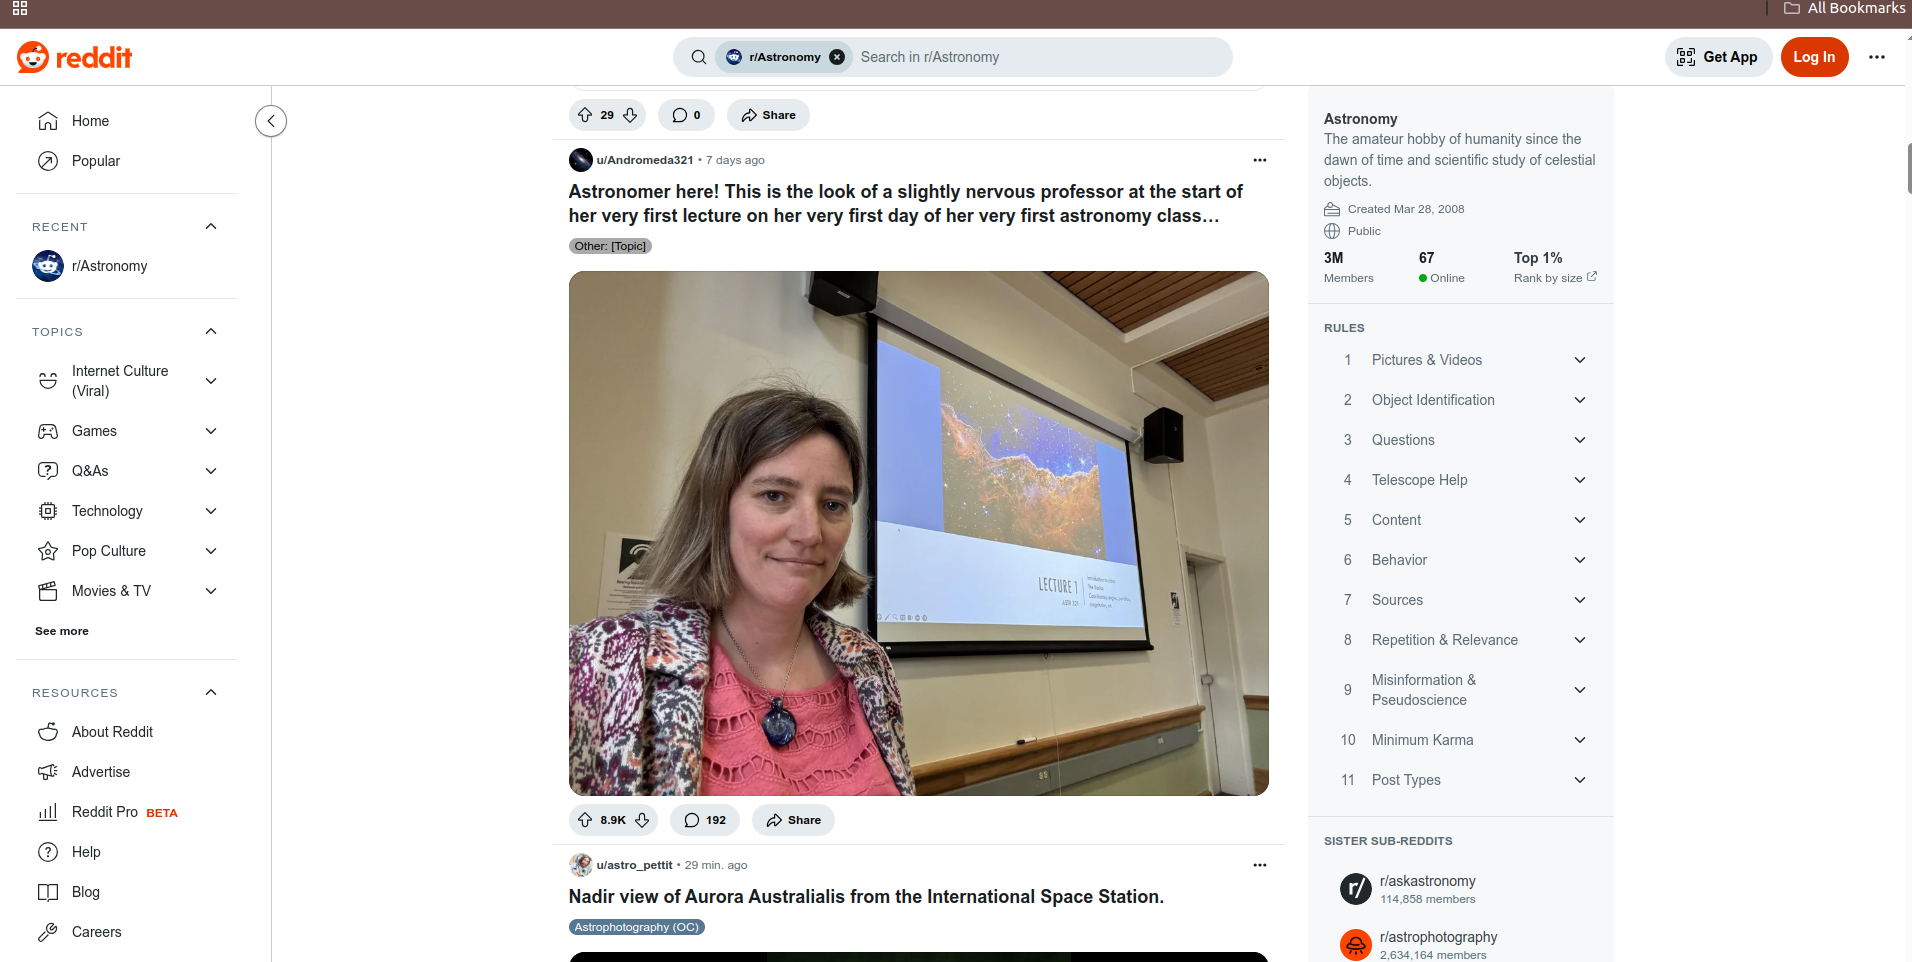 All Bookmarks
reddit
r/Astronomy
Search in r/Astronomy
Get App
Log In
Home
Popular
RECENT
r/Astronomy
TOPICS
Internet Culture
(Viral)
Games
Q&As
Technology
Pop Culture
Movies & TV
See more
RESOURCES
About Reddit
Advertise
Reddit Pro BETA
Help
Blog
Careers
29
0
Share
u/Andromeda321 • 7 days ago
Astronomer here! This is the look of a slightly nervous professor at the start of
her very first lecture on her very first day of her very first astronomy class…
Other: [Topic]
LECTURE 1
8.9K
192
Share
u/astro_pettit • 29 min. ago
Nadir view of Aurora Australialis from the International Space Station.
Astrophotography (OC)
Astronomy
The amateur hobby of humanity since the
dawn of time and scientific study of celestial
objects.
Created Mar 28, 2008
Public
3M 67 Top 1%
Members Online Rank by size
RULES
1 Pictures & Videos
2 Object Identification
3 Questions
4 Telescope Help
5 Content
6 Behavior
7 Sources
8 Repetition & Relevance
9 Misinformation &
Pseudoscience
10 Minimum Karma
11 Post Types
SISTER SUB-REDDITS
r/
r/askastronomy
114,858 members
r/astrophotography
2,634,164 members